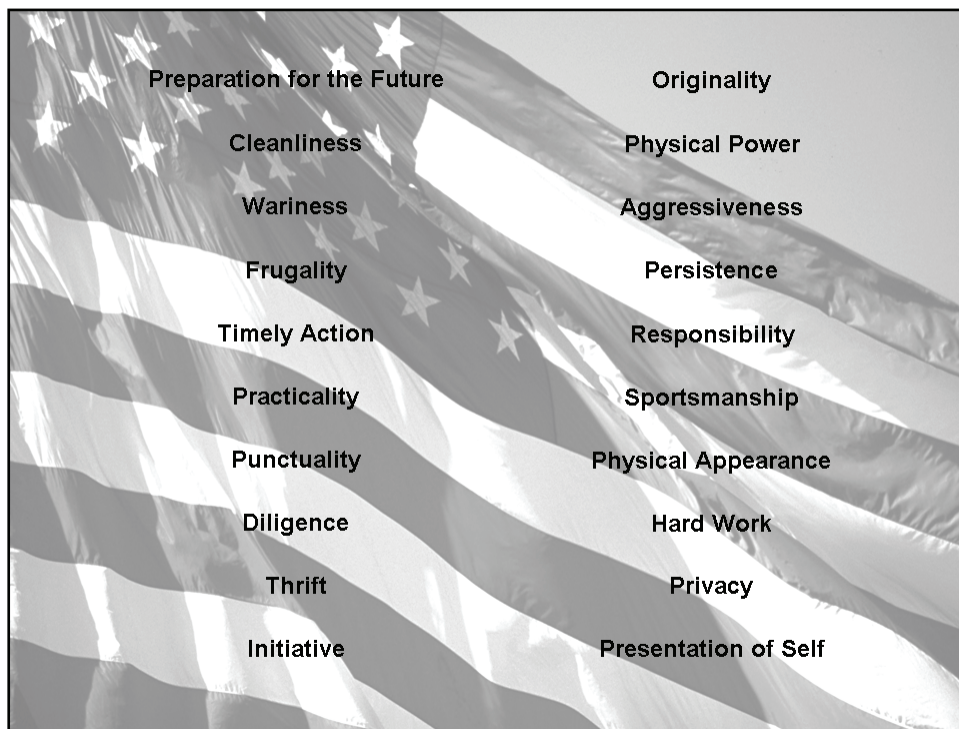 Preparation for the Future
Cleanliness
Wariness
Frugality
Timely Action
Practicality
Punctuality
Diligence
Thrift
Initiative
Originality
Physical Power
Aggressiveness
Persistence
Responsibility
Sportsmanship
Physical Appearance
Hard Work
Privacy
Presentation of Self